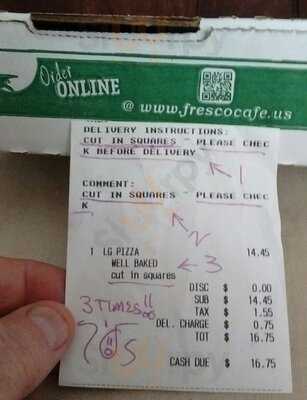 Order
ONLINE
@ www.frescocafe.us
DELIVERY INSTRUCTIONS:
CUT IN SQUARES PLEASE CHEC
K BEFORE DELIVERY
1
COMMENT:
CUT IN SQUARES PLEASE CHEC
K
2
1 LG PIZZA 14.45
WELL BAKED
cut in squares 3
DISC $ 0.00
3 TIMES!! SUB $ 14.45
TAX $ 1.55
DEL. CHARGE $ 0.75
TOT $ 16.75
CASH DUE $ 16.75